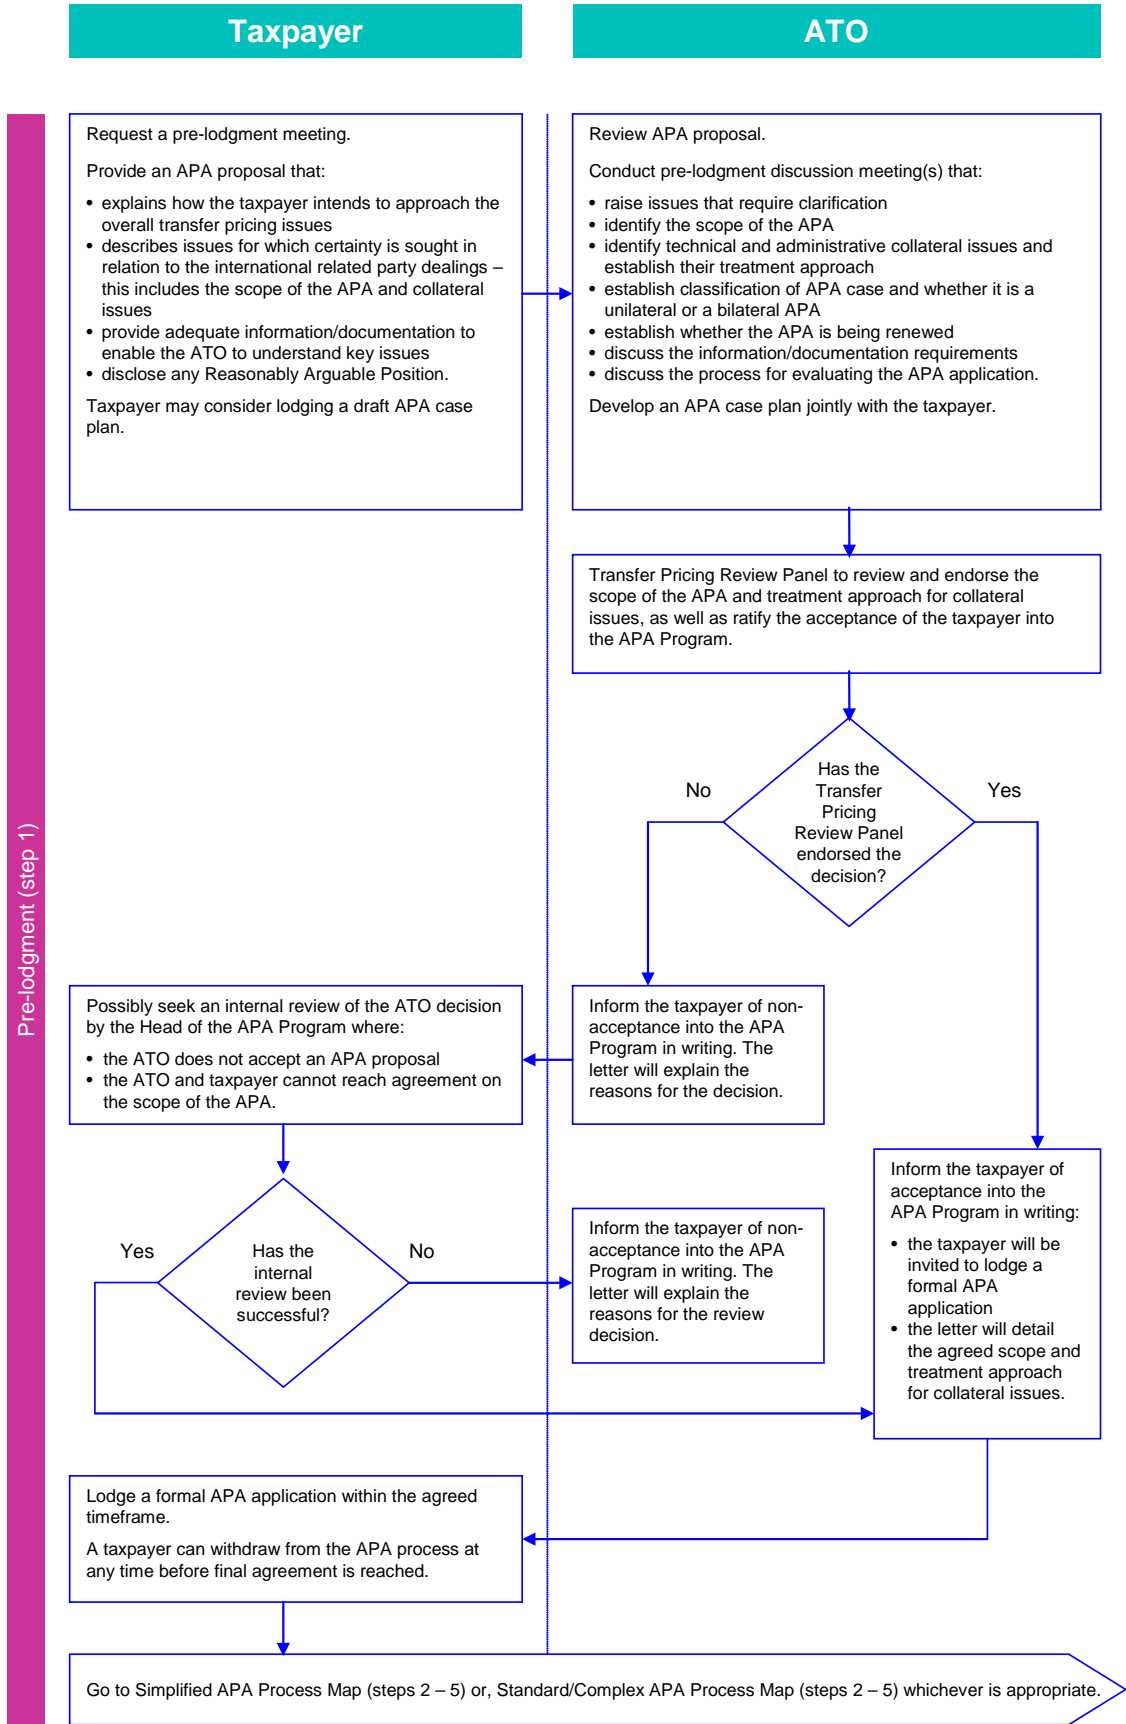 Taxpayer
ATO
Pre-lodgment (step 1)
Request a pre-lodgment meeting.
Provide an APA proposal that:
• explains how the taxpayer intends to approach the
overall transfer pricing issues
• describes issues for which certainty is sought in
relation to the international related party dealings –
this includes the scope of the APA and collateral
issues
• provide adequate information/documentation to
enable the ATO to understand key issues
• disclose any Reasonably Arguable Position.
Taxpayer may consider lodging a draft APA case
plan.
Review APA proposal.
Conduct pre-lodgment discussion meeting(s) that:
• raise issues that require clarification
• identify the scope of the APA
• identify technical and administrative collateral issues and
establish their treatment approach
• establish classification of APA case and whether it is a
unilateral or a bilateral APA
• establish whether the APA is being renewed
• discuss the information/documentation requirements
• discuss the process for evaluating the APA application.
Develop an APA case plan jointly with the taxpayer.
Transfer Pricing Review Panel to review and endorse the
scope of the APA and treatment approach for collateral
issues, as well as ratify the acceptance of the taxpayer into
the APA Program.
No
Has the
Transfer
Pricing
Review Panel
endorsed the
decision?
Yes
Possibly seek an internal review of the ATO decision
by the Head of the APA Program where:
• the ATO does not accept an APA proposal
• the ATO and taxpayer cannot reach agreement on
the scope of the APA.
Inform the taxpayer of non-
acceptance into the APA
Program in writing. The
letter will explain the
reasons for the decision.
Inform the taxpayer of
acceptance into the
APA Program in writing:
• the taxpayer will be
invited to lodge a
formal APA
application
• the letter will detail
the agreed scope and
treatment approach
for collateral issues.
Yes
Has the
internal
review been
successful?
No
Inform the taxpayer of non-
acceptance into the APA
Program in writing. The
letter will explain the
reasons for the review
decision.
Lodge a formal APA application within the agreed
timeframe.
A taxpayer can withdraw from the APA process at
any time before final agreement is reached.
Go to Simplified APA Process Map (steps 2 – 5) or, Standard/Complex APA Process Map (steps 2 – 5) whichever is appropriate.